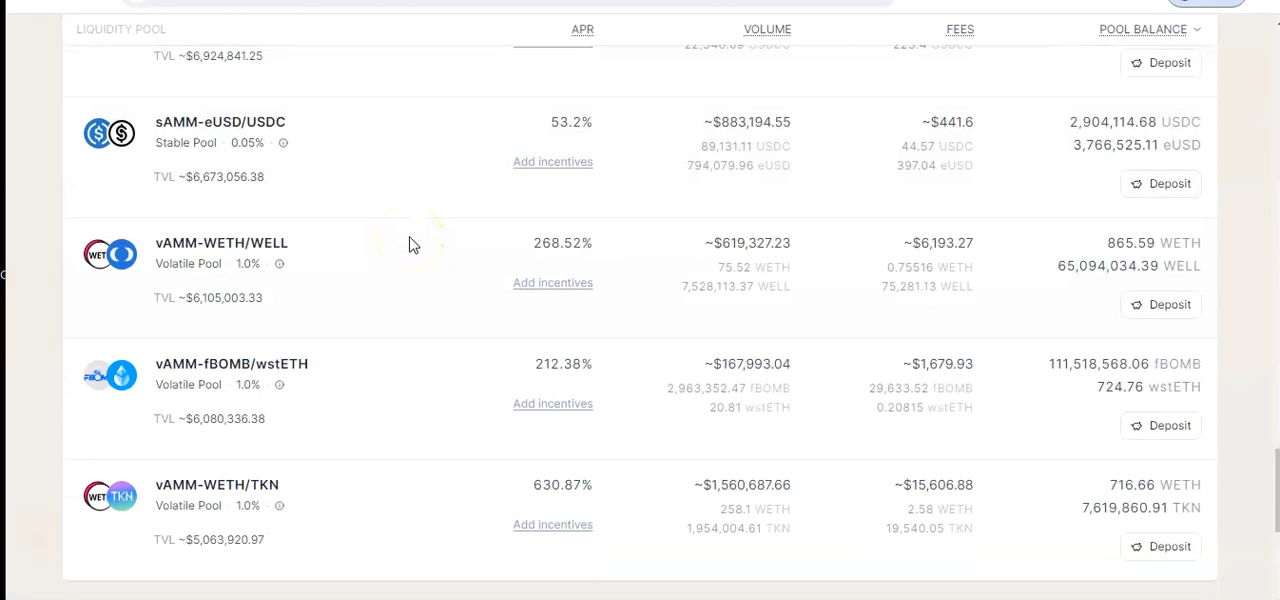 LIQUIDITY POOL APR VOLUME FEES POOL BALANCE
TVL ~$6,924,841.25
Deposit
sAMM-eUSD/USDC 53.2% ~$883,194.55 ~$441.6 2,904,114.68 USDC
Stable Pool · 0.05% 89,131.11 USDC 44.57 USDC 3,766,525.11 eUSD
Add incentives 794,079.96 eUSD 397.04 eUSD
TVL ~$6,673,056.38 Deposit
vAMM-WETH/WELL 268.52% ~$619,327.23 ~$6,193.27 865.59 WETH
Volatile Pool · 1.0% 75.52 WETH 0.75516 WETH 65,094,034.39 WELL
Add incentives 7,528,113.37 WELL 75,281.13 WELL
TVL ~$6,105,003.33 Deposit
vAMM-fBOMB/wstETH 212.38% ~$167,993.04 ~$1,679.93 111,518,568.06 fBOMB
Volatile Pool · 1.0% 2,963,352.47 fBOMB 29,633.52 fBOMB 724.76 wstETH
Add incentives 20.81 wstETH 0.20815 wstETH
TVL ~$6,080,336.38 Deposit
vAMM-WETH/TKN 630.87% ~$1,560,687.66 ~$15,606.88 716.66 WETH
Volatile Pool · 1.0% 258.1 WETH 2.58 WETH 7,619,860.91 TKN
Add incentives 1,954,004.61 TKN 19,540.05 TKN
TVL ~$5,063,920.97 Deposit